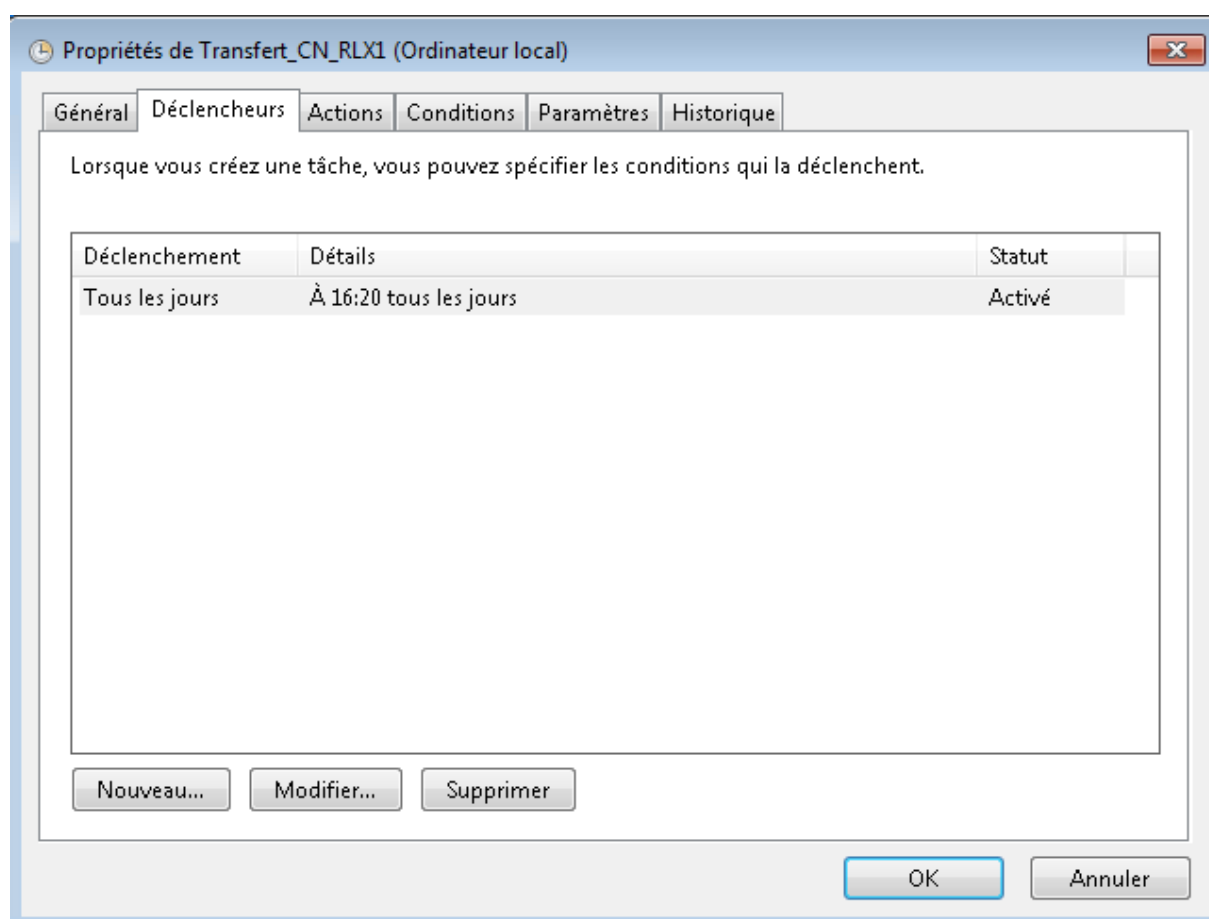 Propriétés de Transfert_CN_RLX1 (Ordinateur local)
Général Déclencheurs Actions Conditions Paramètres Historique
Lorsque vous créez une tâche, vous pouvez spécifier les conditions qui la déclenchent.
Déclenchement Détails Statut
Tous les jours À 16:20 tous les jours Activé
Nouveau... Modifier... Supprimer
OK Annuler